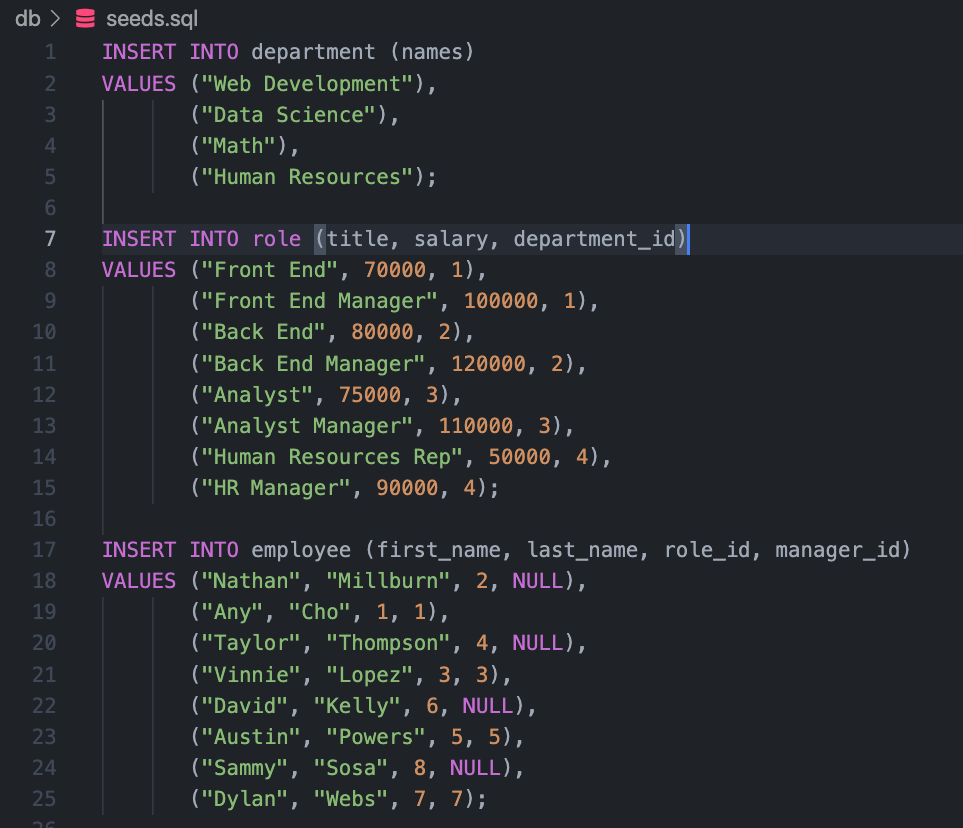 db > seeds.sql
1 INSERT INTO department (names)
2 VALUES ("Web Development"),
3 ("Data Science"),
4 ("Math"),
5 ("Human Resources");
6
7 INSERT INTO role (title, salary, department_id)
8 VALUES ("Front End", 70000, 1),
9 ("Front End Manager", 100000, 1),
10 ("Back End", 80000, 2),
11 ("Back End Manager", 120000, 2),
12 ("Analyst", 75000, 3),
13 ("Analyst Manager", 110000, 3),
14 ("Human Resources Rep", 50000, 4),
15 ("HR Manager", 90000, 4);
16
17 INSERT INTO employee (first_name, last_name, role_id, manager_id)
18 VALUES ("Nathan", "Millburn", 2, NULL),
19 ("Any", "Cho", 1, 1),
20 ("Taylor", "Thompson", 4, NULL),
21 ("Vinnie", "Lopez", 3, 3),
22 ("David", "Kelly", 6, NULL),
23 ("Austin", "Powers", 5, 5),
24 ("Sammy", "Sosa", 8, NULL),
25 ("Dylan", "Webs", 7, 7);